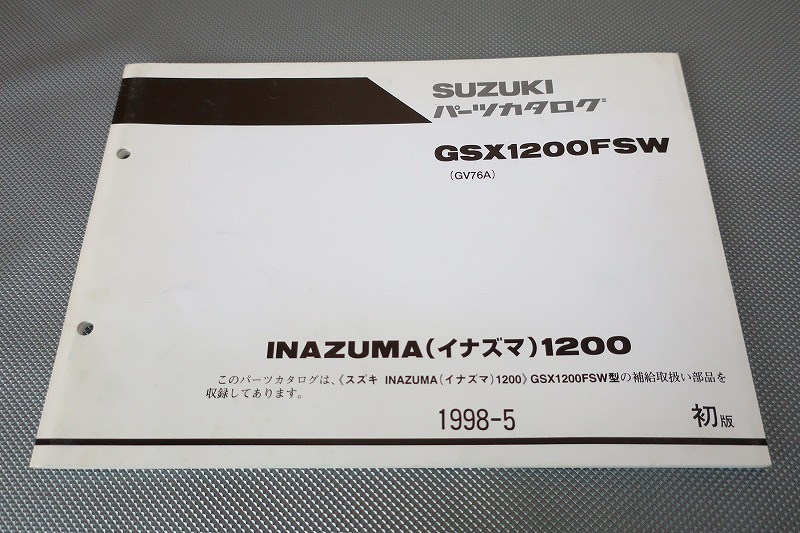 SUZUKI
パーツカタログ
GSX1200FSW
(GV76A)
INAZUMA(イナズマ)1200
このパーツカタログは、《スズキ INAZUMA(イナズマ)1200》GSX1200FSW型の補給取扱い部品を
収録してあります。
1998-5
初版